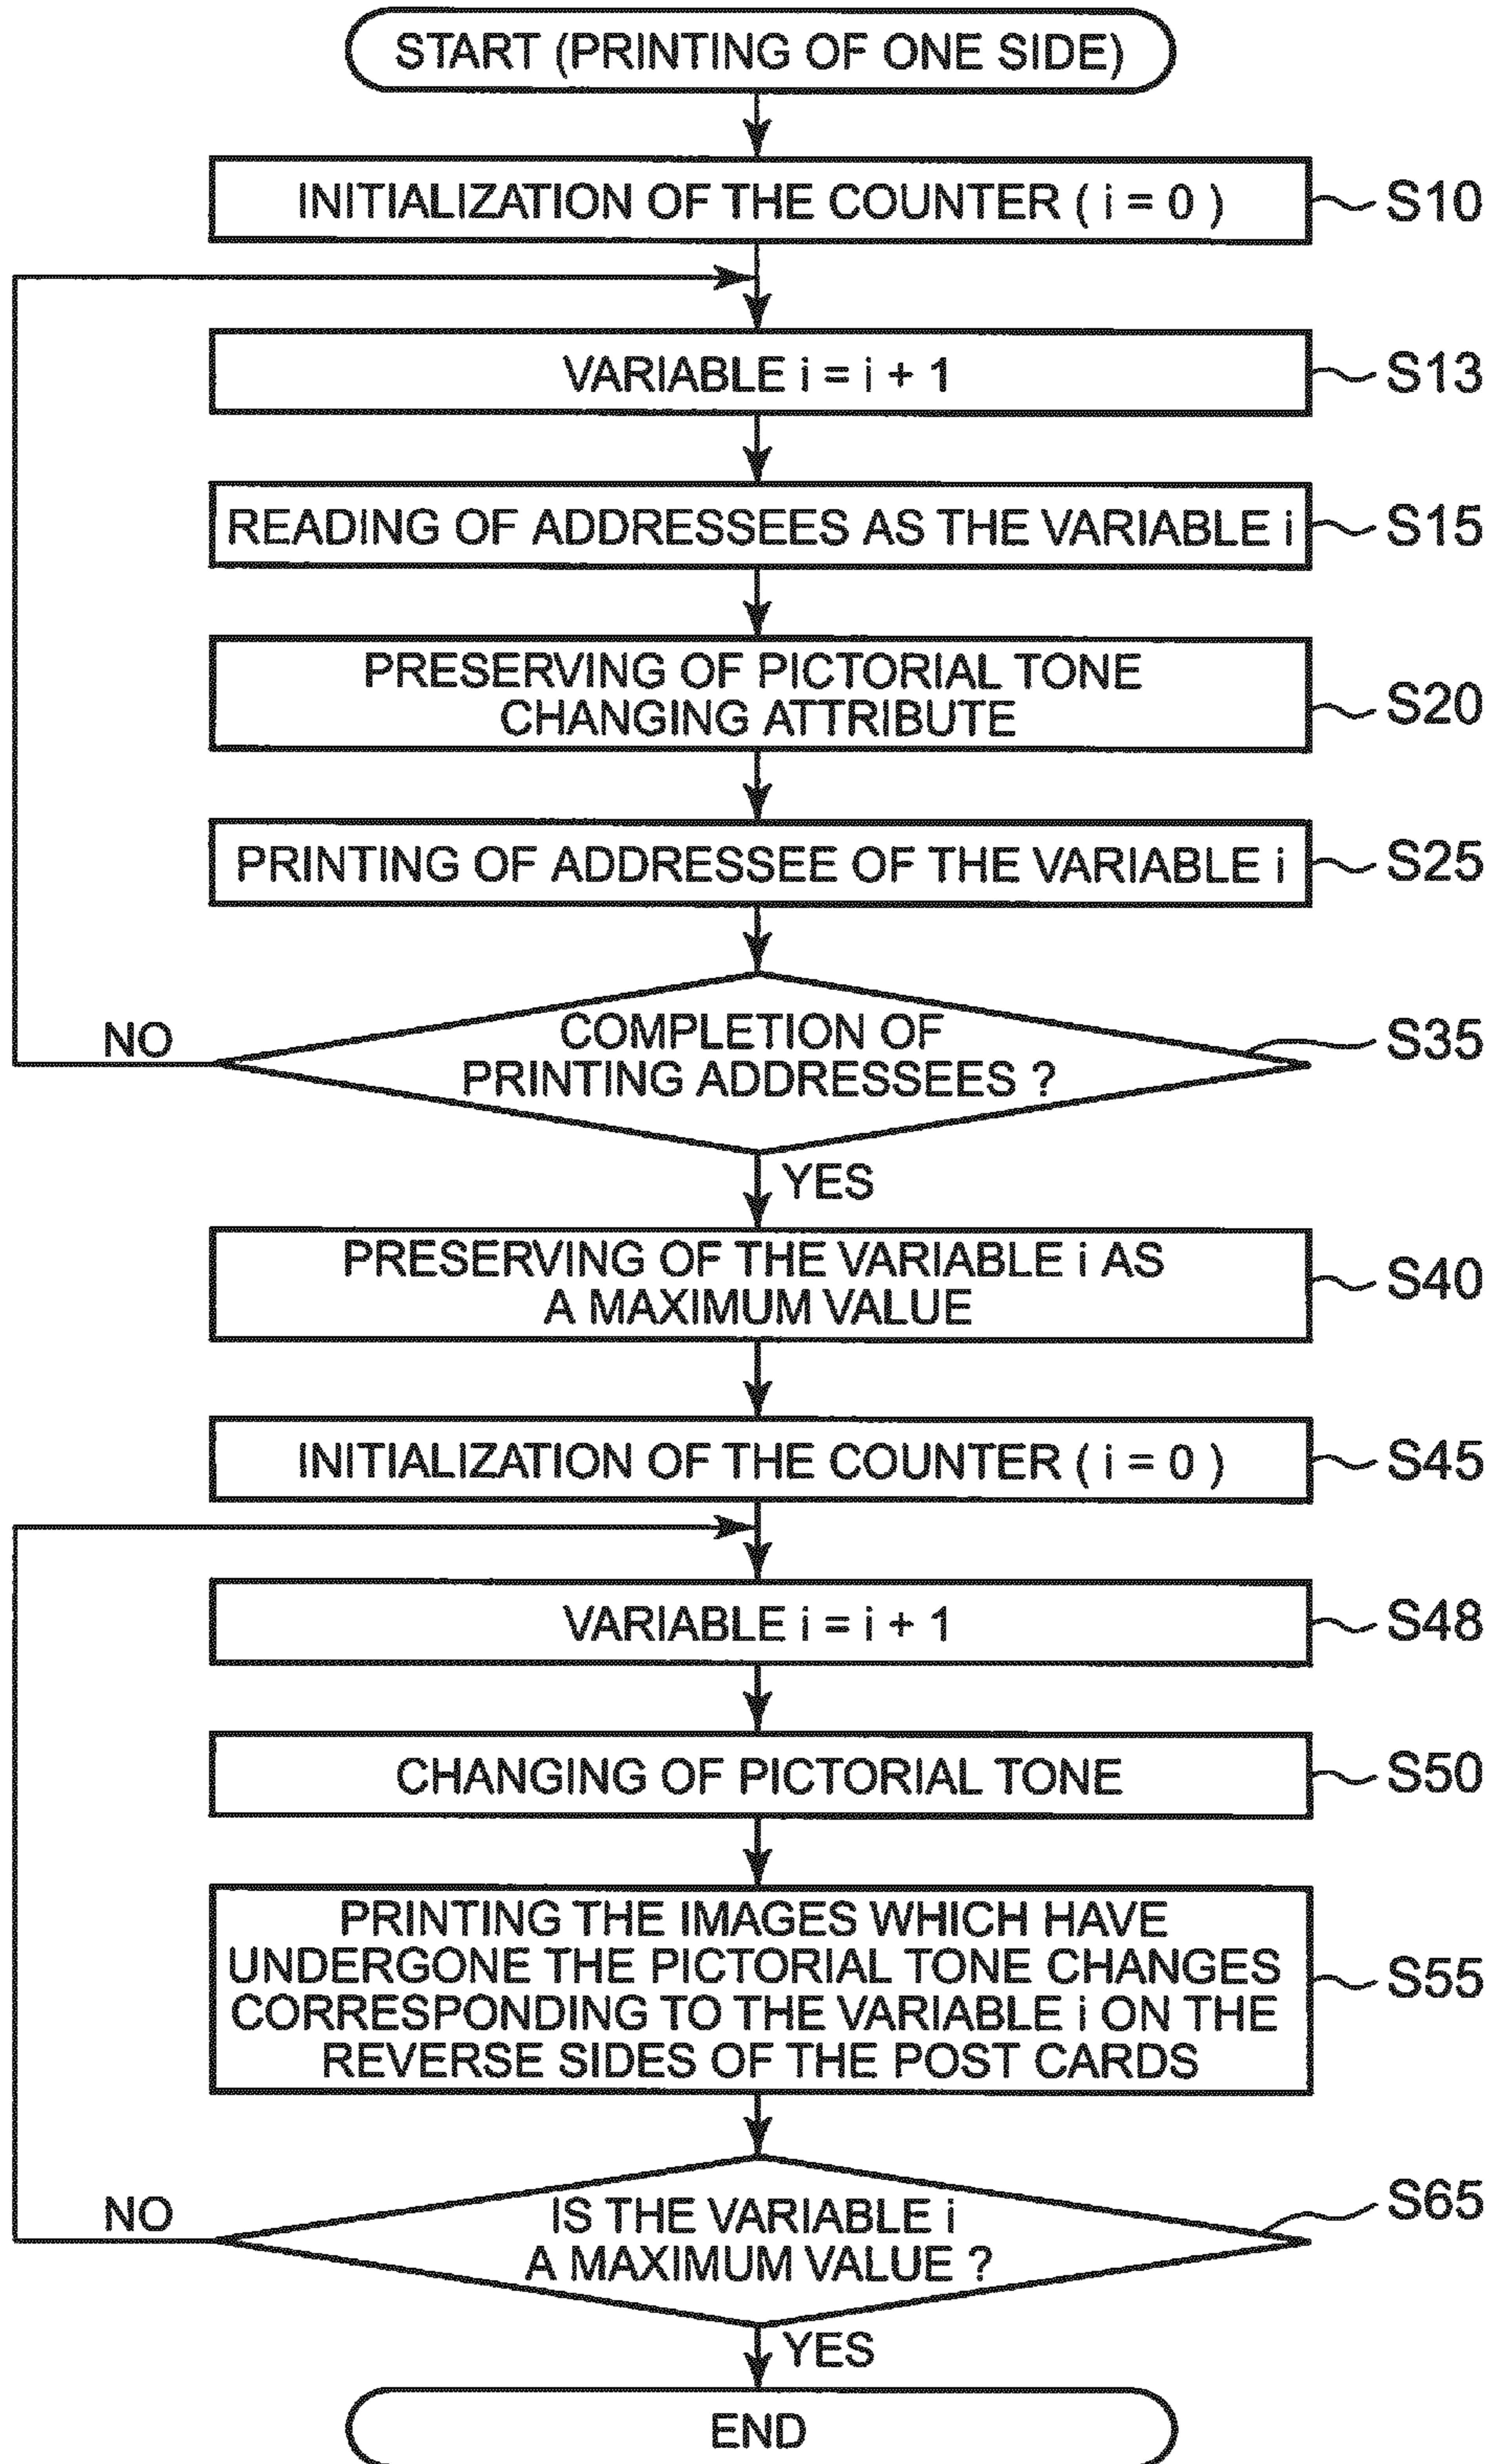 START (PRINTING OF ONE SIDE)
INITIALIZATION OF THE COUNTER ( i = 0 )
S10
VARIABLE i = i + 1
S13
READING OF ADDRESSEES AS THE VARIABLE i
S15
PRESERVING OF PICTORIAL TONE
CHANGING ATTRIBUTE
S20
PRINTING OF ADDRESSEE OF THE VARIABLE i
S25
COMPLETION OF
PRINTING ADDRESSEES ?
S35
NO
YES
PRESERVING OF THE VARIABLE i AS
A MAXIMUM VALUE
S40
INITIALIZATION OF THE COUNTER ( i = 0 )
S45
VARIABLE i = i + 1
S48
CHANGING OF PICTORIAL TONE
S50
PRINTING THE IMAGES WHICH HAVE
UNDERGONE THE PICTORIAL TONE CHANGES
CORRESPONDING TO THE VARIABLE i ON THE
REVERSE SIDES OF THE POST CARDS
S55
IS THE VARIABLE i
A MAXIMUM VALUE ?
S65
NO
YES
END